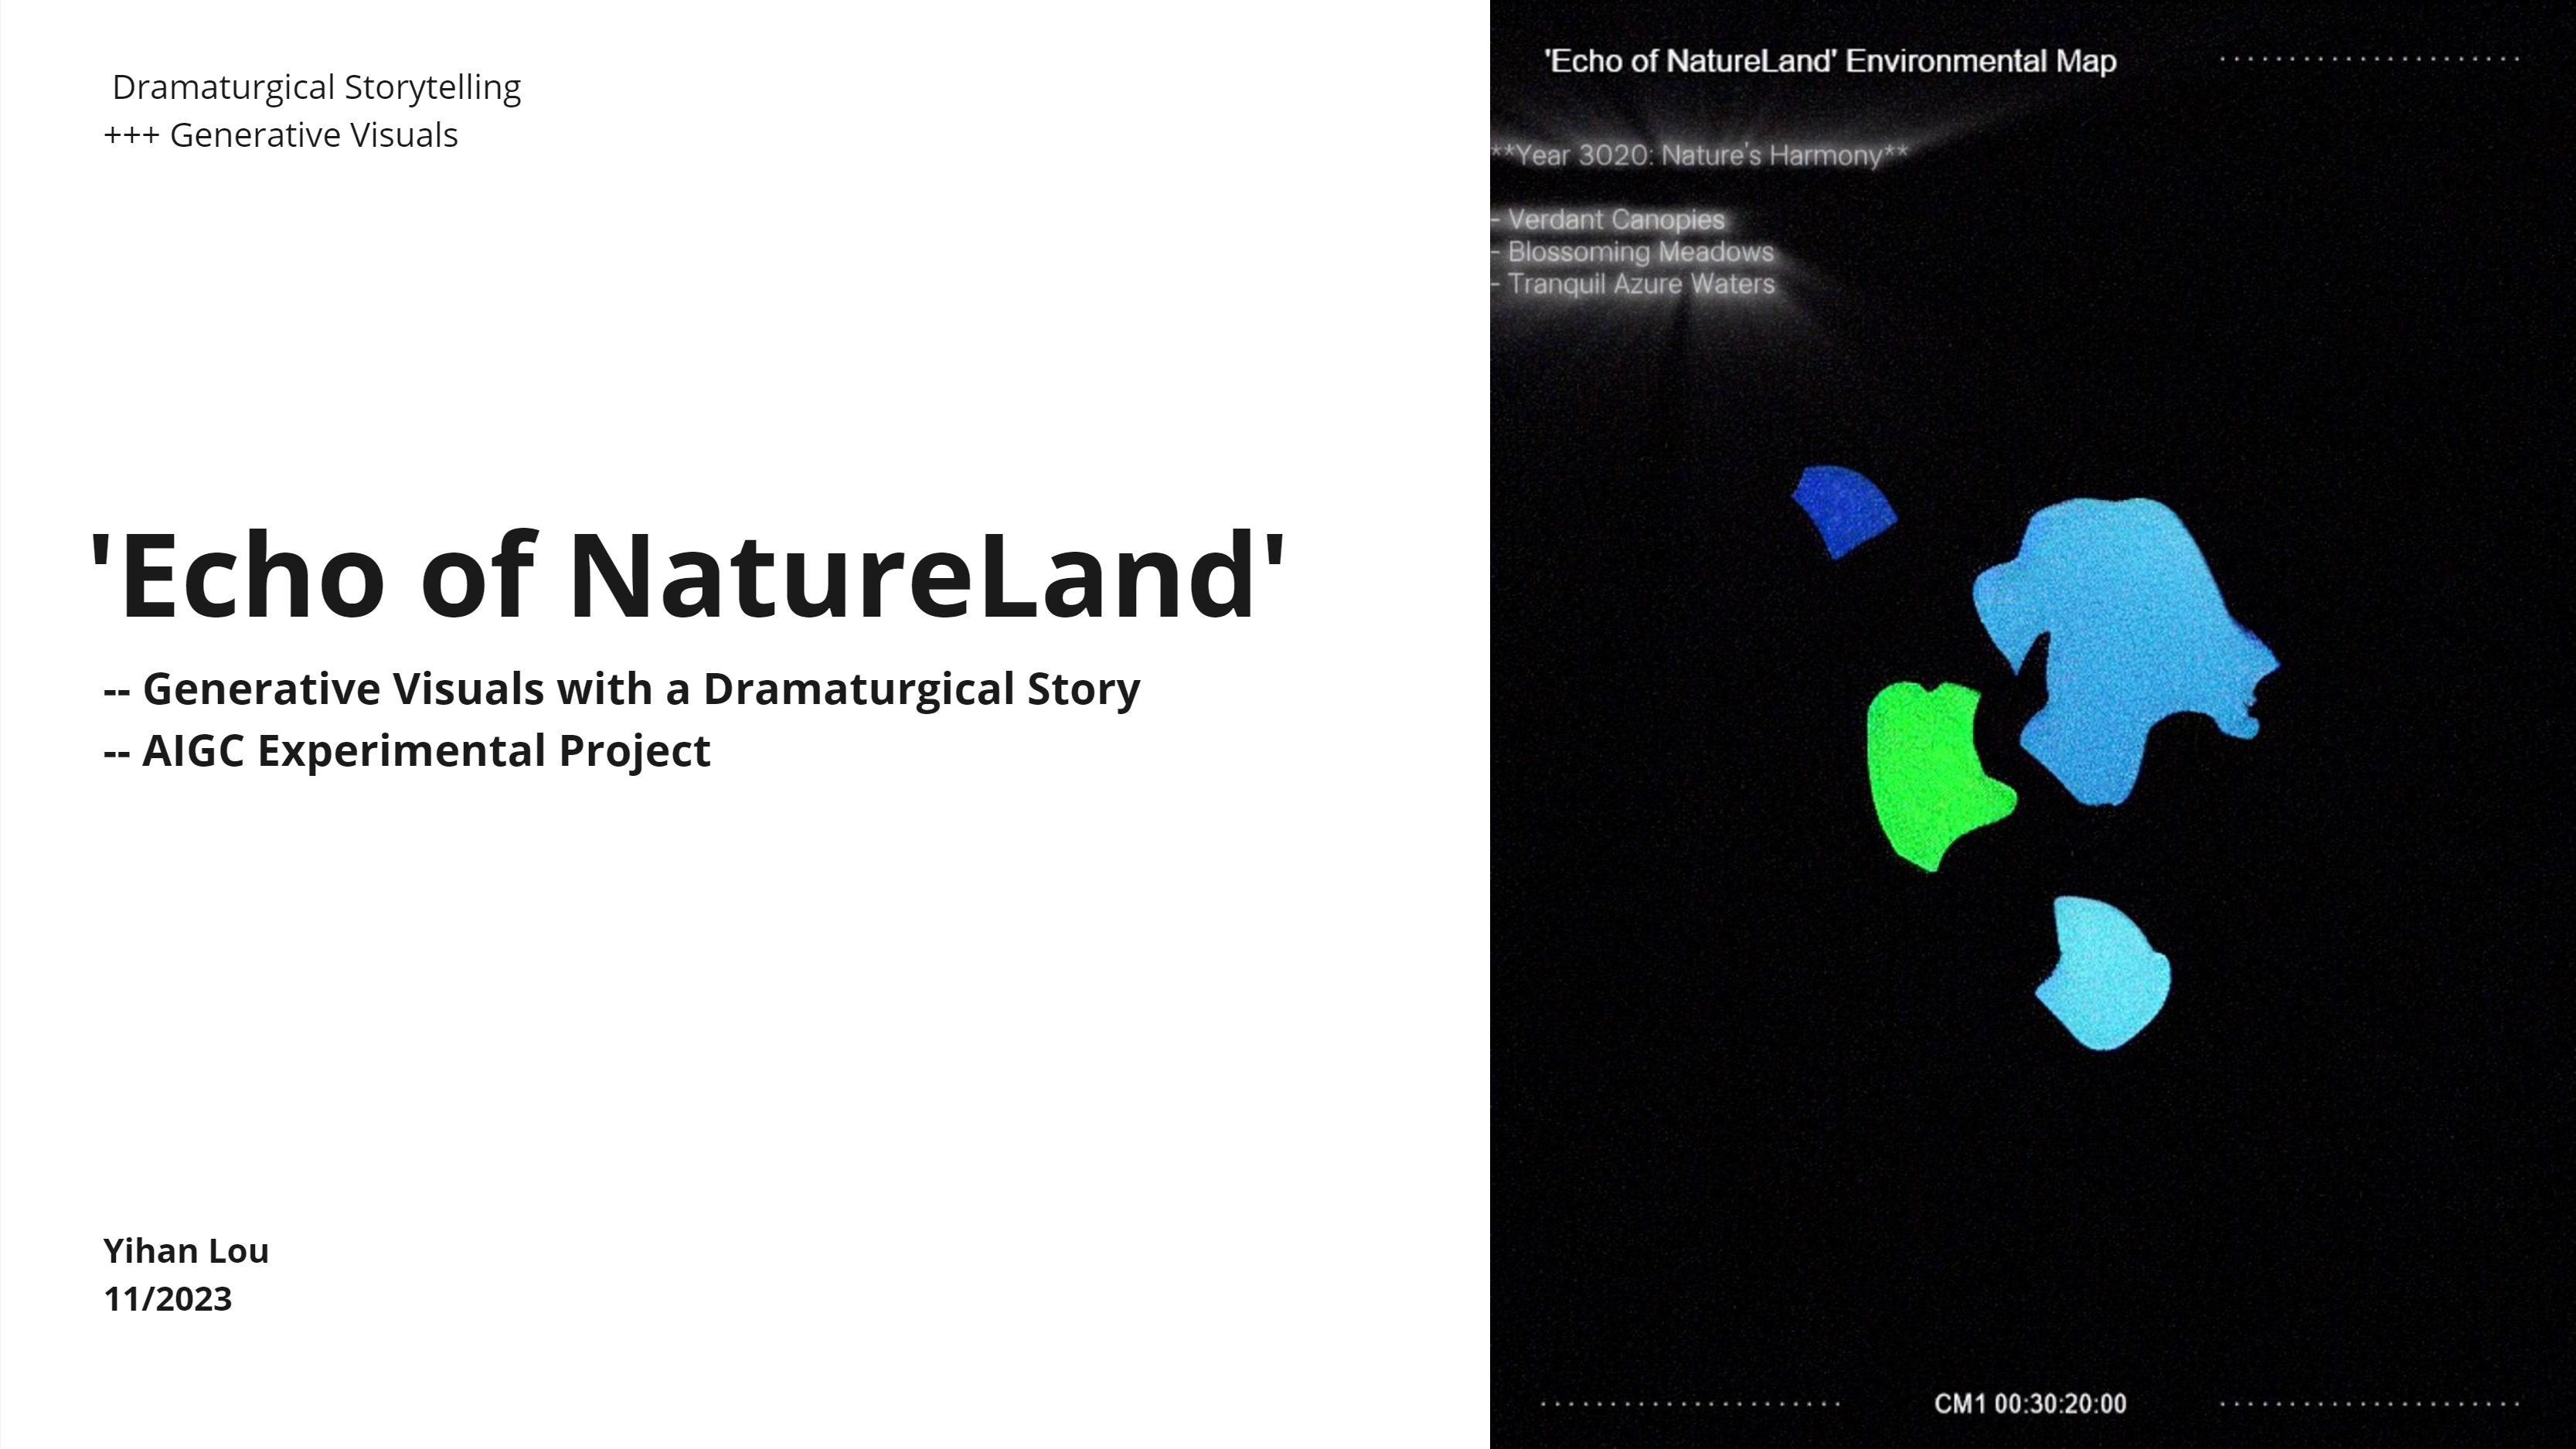 Dramaturgical Storytelling
+++ Generative Visuals
'Echo of NatureLand'
-- Generative Visuals with a Dramaturgical Story
-- AIGC Experimental Project
Yihan Lou
11/2023
'Echo of NatureLand' Environmental Map
**Year 3020: Nature's Harmony**
- Verdant Canopies
- Blossoming Meadows
- Tranquil Azure Waters
CM1 00:30:20:00